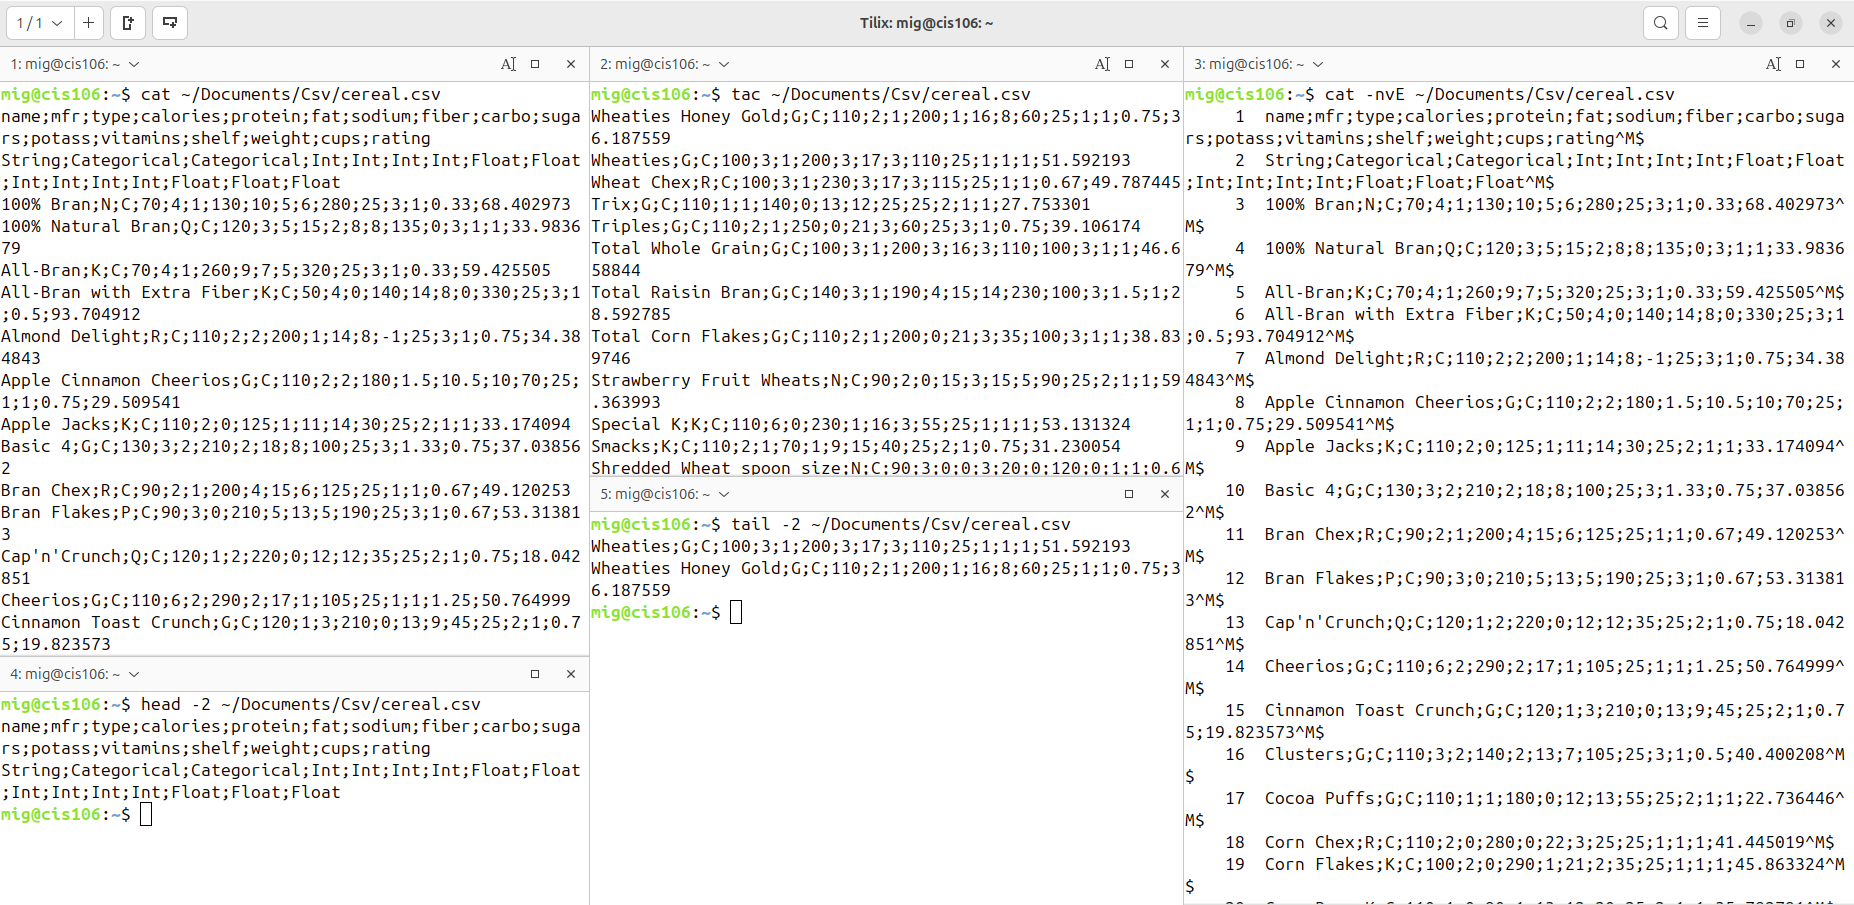 1 / 1
Tilix: mig@cis106: ~
1: mig@cis106: ~
mig@cis106:~$ cat ~/Documents/Csv/cereal.csv
name;mfr;type;calories;protein;fat;sodium;fiber;carbo;suga
rs;potass;vitamins;shelf;weight;cups;rating
String;Categorical;Categorical;Int;Int;Int;Int;Float;Float
;Int;Int;Int;Int;Float;Float;Float
100% Bran;N;C;70;4;1;130;10;5;6;280;25;3;1;0.33;68.402973
100% Natural Bran;Q;C;120;3;5;15;2;8;8;135;0;3;1;1;33.9836
79
All-Bran;K;C;70;4;1;260;9;7;5;320;25;3;1;0.33;59.425505
All-Bran with Extra Fiber;K;C;50;4;0;140;14;8;0;330;25;3;1
;0.5;93.704912
Almond Delight;R;C;110;2;2;200;1;14;8;-1;25;3;1;0.75;34.38
4843
Apple Cinnamon Cheerios;G;C;110;2;2;180;1.5;10.5;10;70;25;
1;1;0.75;29.509541
Apple Jacks;K;C;110;2;0;125;1;11;14;30;25;2;1;1;33.174094
Basic 4;G;C;130;3;2;210;2;18;8;100;25;3;1.33;0.75;37.03856
2
Bran Chex;R;C;90;2;1;200;4;15;6;125;25;1;1;0.67;49.120253
Bran Flakes;P;C;90;3;0;210;5;13;5;190;25;3;1;0.67;53.31381
3
Cap'n'Crunch;Q;C;120;1;2;220;0;12;12;35;25;2;1;0.75;18.042
851
Cheerios;G;C;110;6;2;290;2;17;1;105;25;1;1;1.25;50.764999
Cinnamon Toast Crunch;G;C;120;1;3;210;0;13;9;45;25;2;1;0.7
5;19.823573
4: mig@cis106: ~
mig@cis106:~$ head -2 ~/Documents/Csv/cereal.csv
name;mfr;type;calories;protein;fat;sodium;fiber;carbo;suga
rs;potass;vitamins;shelf;weight;cups;rating
String;Categorical;Categorical;Int;Int;Int;Int;Float;Float
;Int;Int;Int;Int;Float;Float;Float
mig@cis106:~$
2: mig@cis106: ~
mig@cis106:~$ tac ~/Documents/Csv/cereal.csv
Wheaties Honey Gold;G;C;110;2;1;200;1;16;8;60;25;1;1;0.75;3
6.187559
Wheaties;G;C;100;3;1;200;3;17;3;110;25;1;1;1;51.592193
Wheat Chex;R;C;100;3;1;230;3;17;3;115;25;1;1;0.67;49.787445
Trix;G;C;110;1;1;140;0;13;12;25;25;2;1;1;27.753301
Triples;G;C;110;2;1;250;0;21;3;60;25;3;1;0.75;39.106174
Total Whole Grain;G;C;100;3;1;200;3;16;3;110;100;3;1;1;46.6
58844
Total Raisin Bran;G;C;140;3;1;190;4;15;14;230;100;3;1.5;1;2
8.592785
Total Corn Flakes;G;C;110;2;1;200;0;21;3;35;100;3;1;1;38.83
9746
Strawberry Fruit Wheats;N;C;90;2;0;15;3;15;5;90;25;2;1;1;59
.363993
Special K;K;C;110;6;0;230;1;16;3;55;25;1;1;1;53.131324
Smacks;K;C;110;2;1;70;1;9;15;40;25;2;1;0.75;31.230054
Shredded Wheat spoon size;N;C;90;3;0;0;3;20;0;120;0;1;1;0.6
5: mig@cis106: ~
mig@cis106:~$ tail -2 ~/Documents/Csv/cereal.csv
Wheaties;G;C;100;3;1;200;3;17;3;110;25;1;1;1;51.592193
Wheaties Honey Gold;G;C;110;2;1;200;1;16;8;60;25;1;1;0.75;3
6.187559
mig@cis106:~$
3: mig@cis106: ~
mig@cis106:~$ cat -nvE ~/Documents/Csv/cereal.csv
1 name;mfr;type;calories;protein;fat;sodium;fiber;carbo;suga
rs;potass;vitamins;shelf;weight;cups;rating^M$
2 String;Categorical;Categorical;Int;Int;Int;Int;Float;Float
;Int;Int;Int;Int;Float;Float;Float^M$
3 100% Bran;N;C;70;4;1;130;10;5;6;280;25;3;1;0.33;68.402973^
M$
4 100% Natural Bran;Q;C;120;3;5;15;2;8;8;135;0;3;1;1;33.9836
79^M$
5 All-Bran;K;C;70;4;1;260;9;7;5;320;25;3;1;0.33;59.425505^M$
6 All-Bran with Extra Fiber;K;C;50;4;0;140;14;8;0;330;25;3;1
;0.5;93.704912^M$
7 Almond Delight;R;C;110;2;2;200;1;14;8;-1;25;3;1;0.75;34.38
4843^M$
8 Apple Cinnamon Cheerios;G;C;110;2;2;180;1.5;10.5;10;70;25;
1;1;0.75;29.509541^M$
9 Apple Jacks;K;C;110;2;0;125;1;11;14;30;25;2;1;1;33.174094^
M$
10 Basic 4;G;C;130;3;2;210;2;18;8;100;25;3;1.33;0.75;37.03856
2^M$
11 Bran Chex;R;C;90;2;1;200;4;15;6;125;25;1;1;0.67;49.120253^
M$
12 Bran Flakes;P;C;90;3;0;210;5;13;5;190;25;3;1;0.67;53.31381
3^M$
13 Cap'n'Crunch;Q;C;120;1;2;220;0;12;12;35;25;2;1;0.75;18.042
851^M$
14 Cheerios;G;C;110;6;2;290;2;17;1;105;25;1;1;1.25;50.764999^
M$
15 Cinnamon Toast Crunch;G;C;120;1;3;210;0;13;9;45;25;2;1;0.7
5;19.823573^M$
16 Clusters;G;C;110;3;2;140;2;13;7;105;25;3;1;0.5;40.400208^M
$
17 Cocoa Puffs;G;C;110;1;1;180;0;12;13;55;25;2;1;1;22.736446^
M$
18 Corn Chex;R;C;110;2;0;280;0;22;3;25;25;1;1;1;41.445019^M$
19 Corn Flakes;K;C;100;2;0;290;1;21;2;35;25;1;1;1;45.863324^M
$